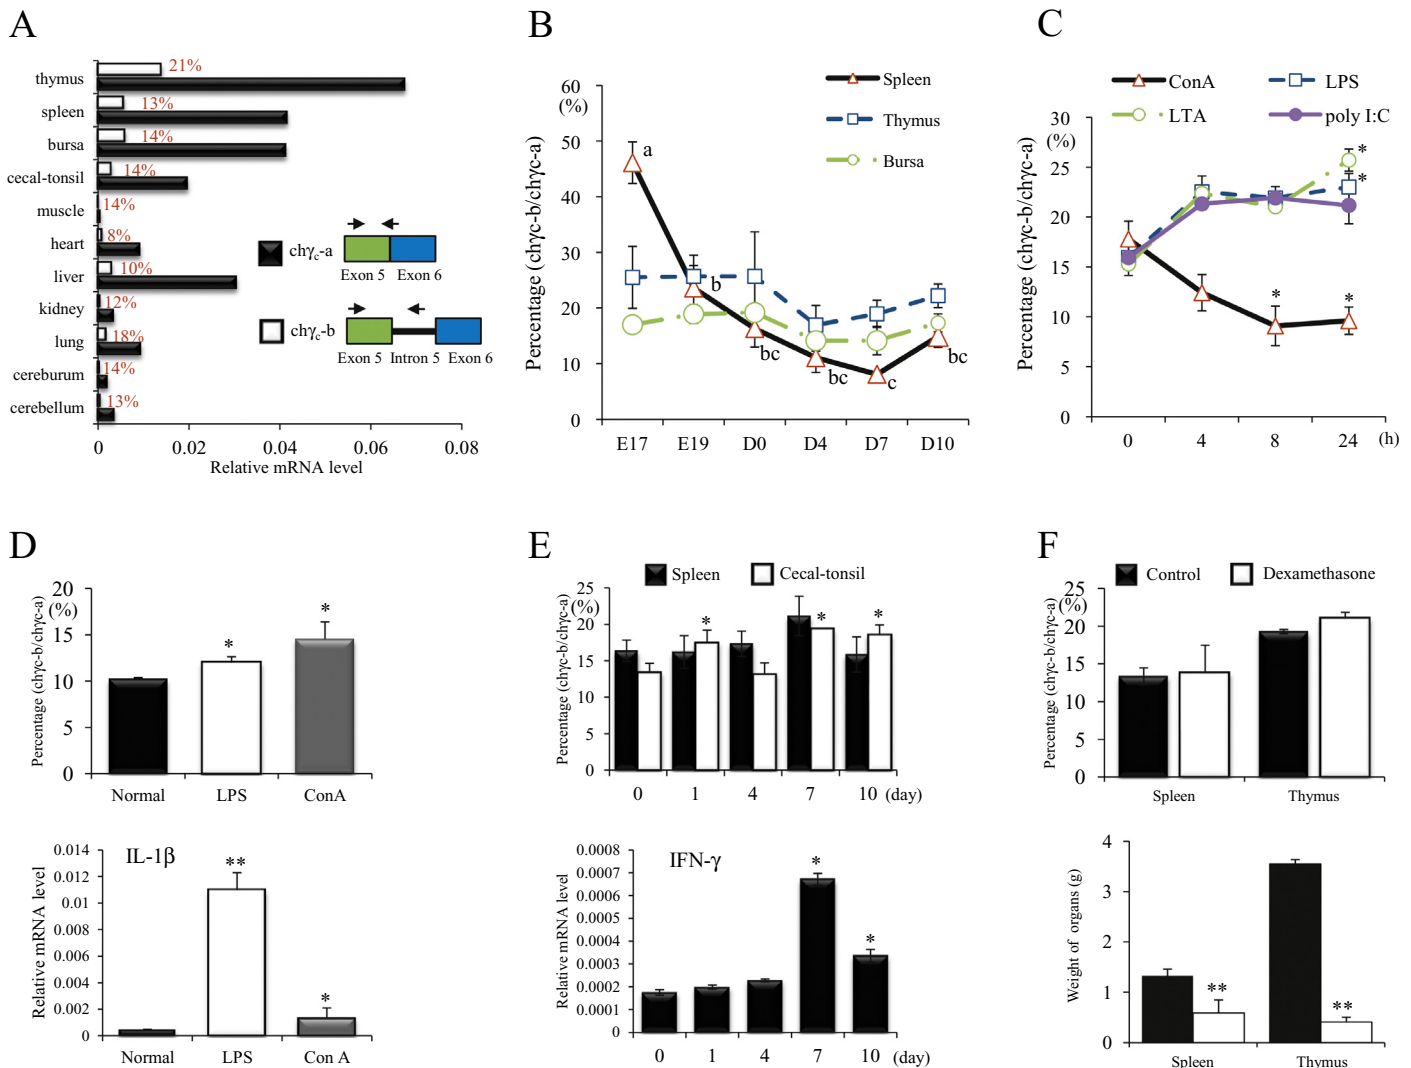 A
thymus
21%
spleen
13%
bursa
14%
cecal-tonsil
14%
muscle
14%
heart
8%
liver
10%
kidney
12%
lung
18%
cereburum
14%
cerebellum
13%
0 0.02 0.04 0.06 0.08
Relative mRNA level
chγc-a
Exon 5 Exon 6
chγc-b
Exon 5 Intron 5 Exon 6
B
Percentage (chγc-b/chγc-a)
60
(%)
50
40
30
20
10
0
Spleen
Thymus
Bursa
a
b
bc
bc
c
bc
E17 E19 D0 D4 D7 D10
C
ConA LPS
LTA poly I:C
Percentage (chγc-b/chγc-a)
(%)
30
25
20
15
10
5
0
*
*
* *
0 4 8 24 (h)
D
Percentage (chγc-b/chγc-a)
20
(%)
15
10
5
0
*
*
Normal LPS ConA
IL-1β
Relative mRNA level
0.014
0.012
0.01
0.008
0.006
0.004
0.002
0
**
*
Normal LPS Con A
E
Spleen Cecal-tonsil
Percentage (chγc-b/chγc-a)
25
(%)
20
15
10
5
0
* * *
0 1 4 7 10 (day)
IFN-γ
Relative mRNA level
0.0008
0.0007
0.0006
0.0005
0.0004
0.0003
0.0002
0.0001
0
*
*
0 1 4 7 10 (day)
F
Control Dexamethasone
Percentage (chγc-b/chγc-a)
25
(%)
20
15
10
5
0
Spleen Thymus
Weight of organs (g)
4
3
2
1
0
** **
Spleen Thymus